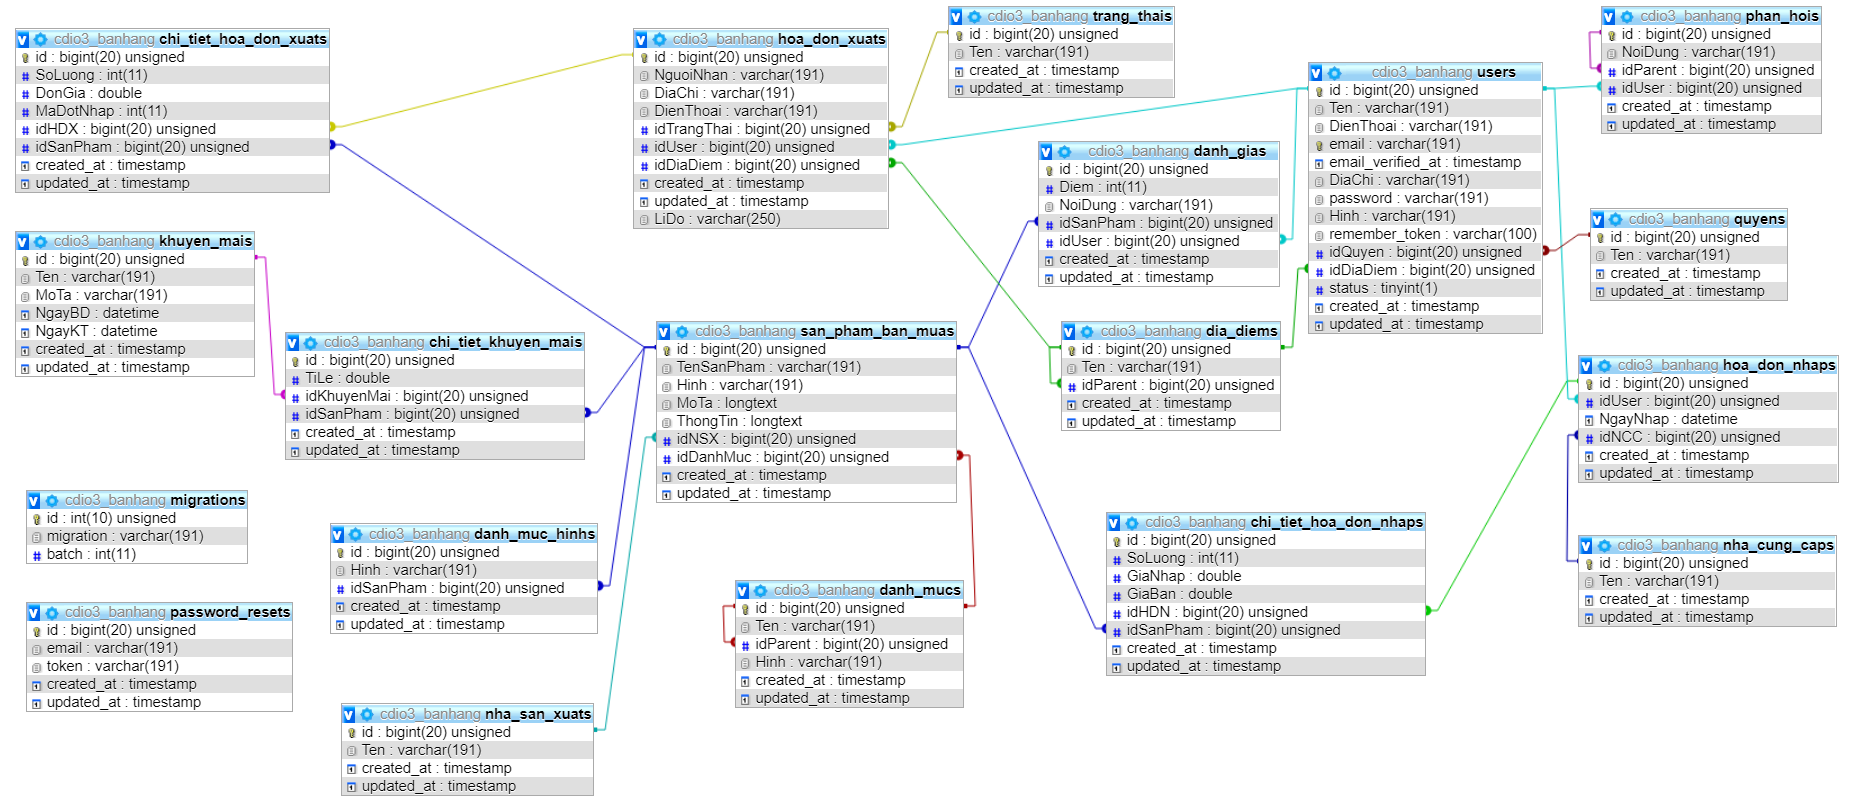 cdio3_banhang chi_tiet_hoa_don_xuats
id : bigint(20) unsigned
SoLuong : int(11)
DonGia : double
MaDotNhap : int(11)
idHDX : bigint(20) unsigned
idSanPham : bigint(20) unsigned
created_at : timestamp
updated_at : timestamp
cdio3_banhang hoa_don_xuats
id : bigint(20) unsigned
NguoiNhan : varchar(191)
DiaChi : varchar(191)
DienThoai : varchar(191)
idTrangThai : bigint(20) unsigned
idUser : bigint(20) unsigned
idDiaDiem : bigint(20) unsigned
created_at : timestamp
updated_at : timestamp
LiDo : varchar(250)
cdio3_banhang trang_thais
id : bigint(20) unsigned
Ten : varchar(191)
created_at : timestamp
updated_at : timestamp
cdio3_banhang users
id : bigint(20) unsigned
Ten : varchar(191)
DienThoai : varchar(191)
email : varchar(191)
email_verified_at : timestamp
DiaChi : varchar(191)
password : varchar(191)
Hinh : varchar(191)
remember_token : varchar(100)
idQuyen : bigint(20) unsigned
idDiaDiem : bigint(20) unsigned
status : tinyint(1)
created_at : timestamp
updated_at : timestamp
cdio3_banhang phan_hois
id : bigint(20) unsigned
NoiDung : varchar(191)
idParent : bigint(20) unsigned
idUser : bigint(20) unsigned
created_at : timestamp
updated_at : timestamp
cdio3_banhang danh_gias
id : bigint(20) unsigned
Diem : int(11)
NoiDung : varchar(191)
idSanPham : bigint(20) unsigned
idUser : bigint(20) unsigned
created_at : timestamp
updated_at : timestamp
cdio3_banhang quyens
id : bigint(20) unsigned
Ten : varchar(191)
created_at : timestamp
updated_at : timestamp
cdio3_banhang khuyen_mais
id : bigint(20) unsigned
Ten : varchar(191)
MoTa : varchar(191)
NgayBD : datetime
NgayKT : datetime
created_at : timestamp
updated_at : timestamp
cdio3_banhang chi_tiet_khuyen_mais
id : bigint(20) unsigned
TiLe : double
idKhuyenMai : bigint(20) unsigned
idSanPham : bigint(20) unsigned
created_at : timestamp
updated_at : timestamp
cdio3_banhang san_pham_ban_muas
id : bigint(20) unsigned
TenSanPham : varchar(191)
Hinh : varchar(191)
MoTa : longtext
ThongTin : longtext
idNSX : bigint(20) unsigned
idDanhMuc : bigint(20) unsigned
created_at : timestamp
updated_at : timestamp
cdio3_banhang dia_diems
id : bigint(20) unsigned
Ten : varchar(191)
idParent : bigint(20) unsigned
created_at : timestamp
updated_at : timestamp
cdio3_banhang hoa_don_nhaps
id : bigint(20) unsigned
idUser : bigint(20) unsigned
NgayNhap : datetime
idNCC : bigint(20) unsigned
created_at : timestamp
updated_at : timestamp
cdio3_banhang migrations
id : int(10) unsigned
migration : varchar(191)
batch : int(11)
cdio3_banhang danh_muc_hinhs
id : bigint(20) unsigned
Hinh : varchar(191)
idSanPham : bigint(20) unsigned
created_at : timestamp
updated_at : timestamp
cdio3_banhang chi_tiet_hoa_don_nhaps
id : bigint(20) unsigned
SoLuong : int(11)
GiaNhap : double
GiaBan : double
idHDN : bigint(20) unsigned
idSanPham : bigint(20) unsigned
created_at : timestamp
updated_at : timestamp
cdio3_banhang nha_cung_caps
id : bigint(20) unsigned
Ten : varchar(191)
created_at : timestamp
updated_at : timestamp
cdio3_banhang password_resets
id : bigint(20) unsigned
email : varchar(191)
token : varchar(191)
created_at : timestamp
updated_at : timestamp
cdio3_banhang danh_mucs
id : bigint(20) unsigned
Ten : varchar(191)
idParent : bigint(20) unsigned
Hinh : varchar(191)
created_at : timestamp
updated_at : timestamp
cdio3_banhang nha_san_xuats
id : bigint(20) unsigned
Ten : varchar(191)
created_at : timestamp
updated_at : timestamp